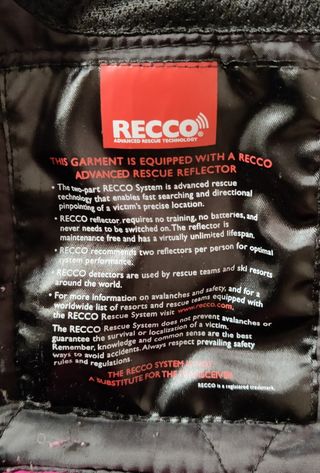 RECCO®
ADVANCED RESCUE TECHNOLOGY
THIS GARMENT IS EQUIPPED WITH A RECCO
ADVANCED RESCUE REFLECTOR
• The two-part RECCO System is advanced rescue
technology that enables fast searching and directional
pinpointing of a victim's precise location.
• RECCO reflector requires no training, no batteries, and
never needs to be switched on. The reflector is
maintenance free and has a virtually unlimited lifespan.
• RECCO recommends two reflectors per person for optimal
system performance.
• RECCO detectors are used by rescue teams and ski resorts
around the world.
• For more information on avalanches and safety, and for a
worldwide list of resorts and rescue teams equipped with
the RECCO Rescue System visit www.recco.com.
The RECCO Rescue System does not prevent avalanches or
guarantee the survival or localization of a victim.
Remember, knowledge and common sense are the best
ways to avoid accidents. Always respect prevailing safety
rules and regulations.
THE RECCO SYSTEM IS NOT
A SUBSTITUTE FOR THE
RECCO is a registered trademark.